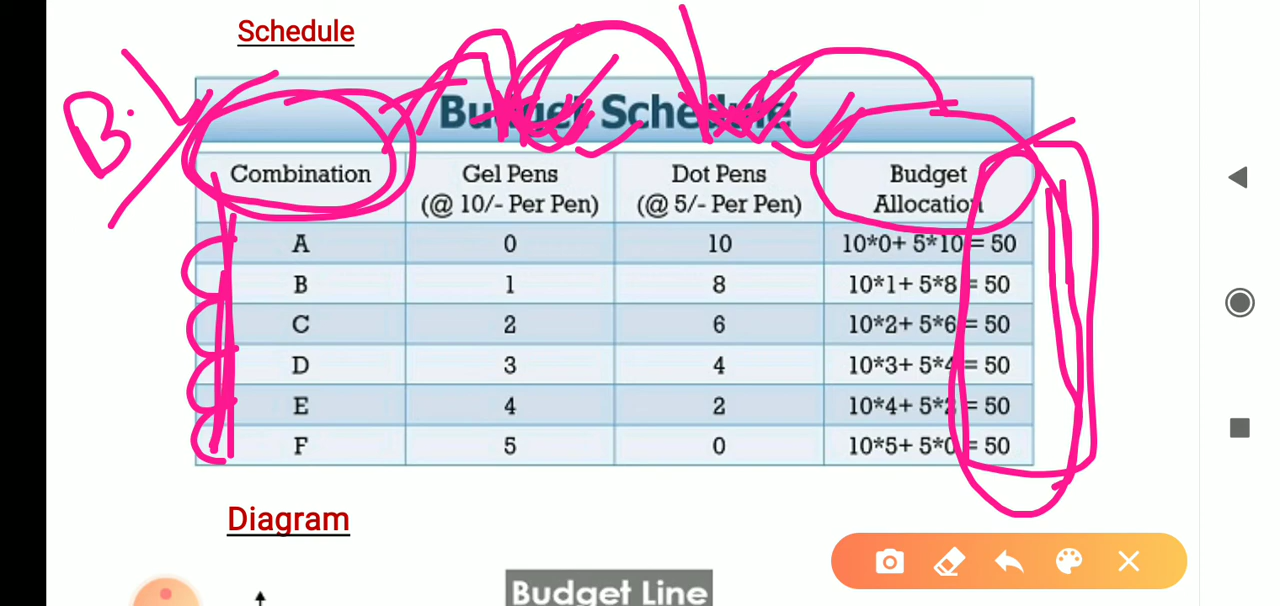 Schedule
B.
Budget Schedule
Combination Gel Pens (@ 10/- Per Pen) Dot Pens (@ 5/- Per Pen) Budget Allocation
A 0 10 10*0+ 5*10 = 50
B 1 8 10*1+ 5*8 = 50
C 2 6 10*2+ 5*6 = 50
D 3 4 10*3+ 5*4 = 50
E 4 2 10*4+ 5*2 = 50
F 5 0 10*5+ 5*0 = 50
Diagram
Budget Line